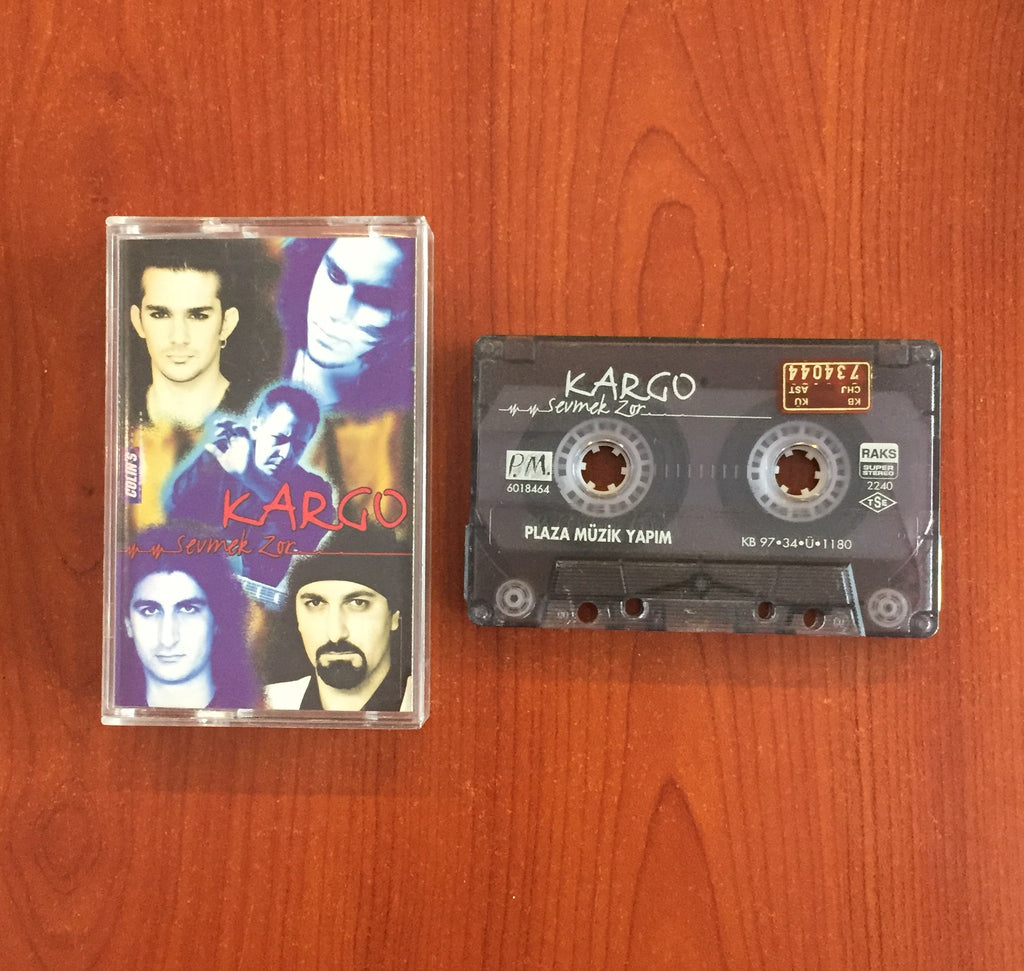 COLIN'S
KARGO
Sevmek Zor
KARGO
Sevmek Zor
KB KÜ
CHJ AST
734044
P.M.
6018464
RAKS
SUPER
STEREO
2240
TSE
PLAZA MÜZİK YAPIM
KB 97•34•Ü•1180